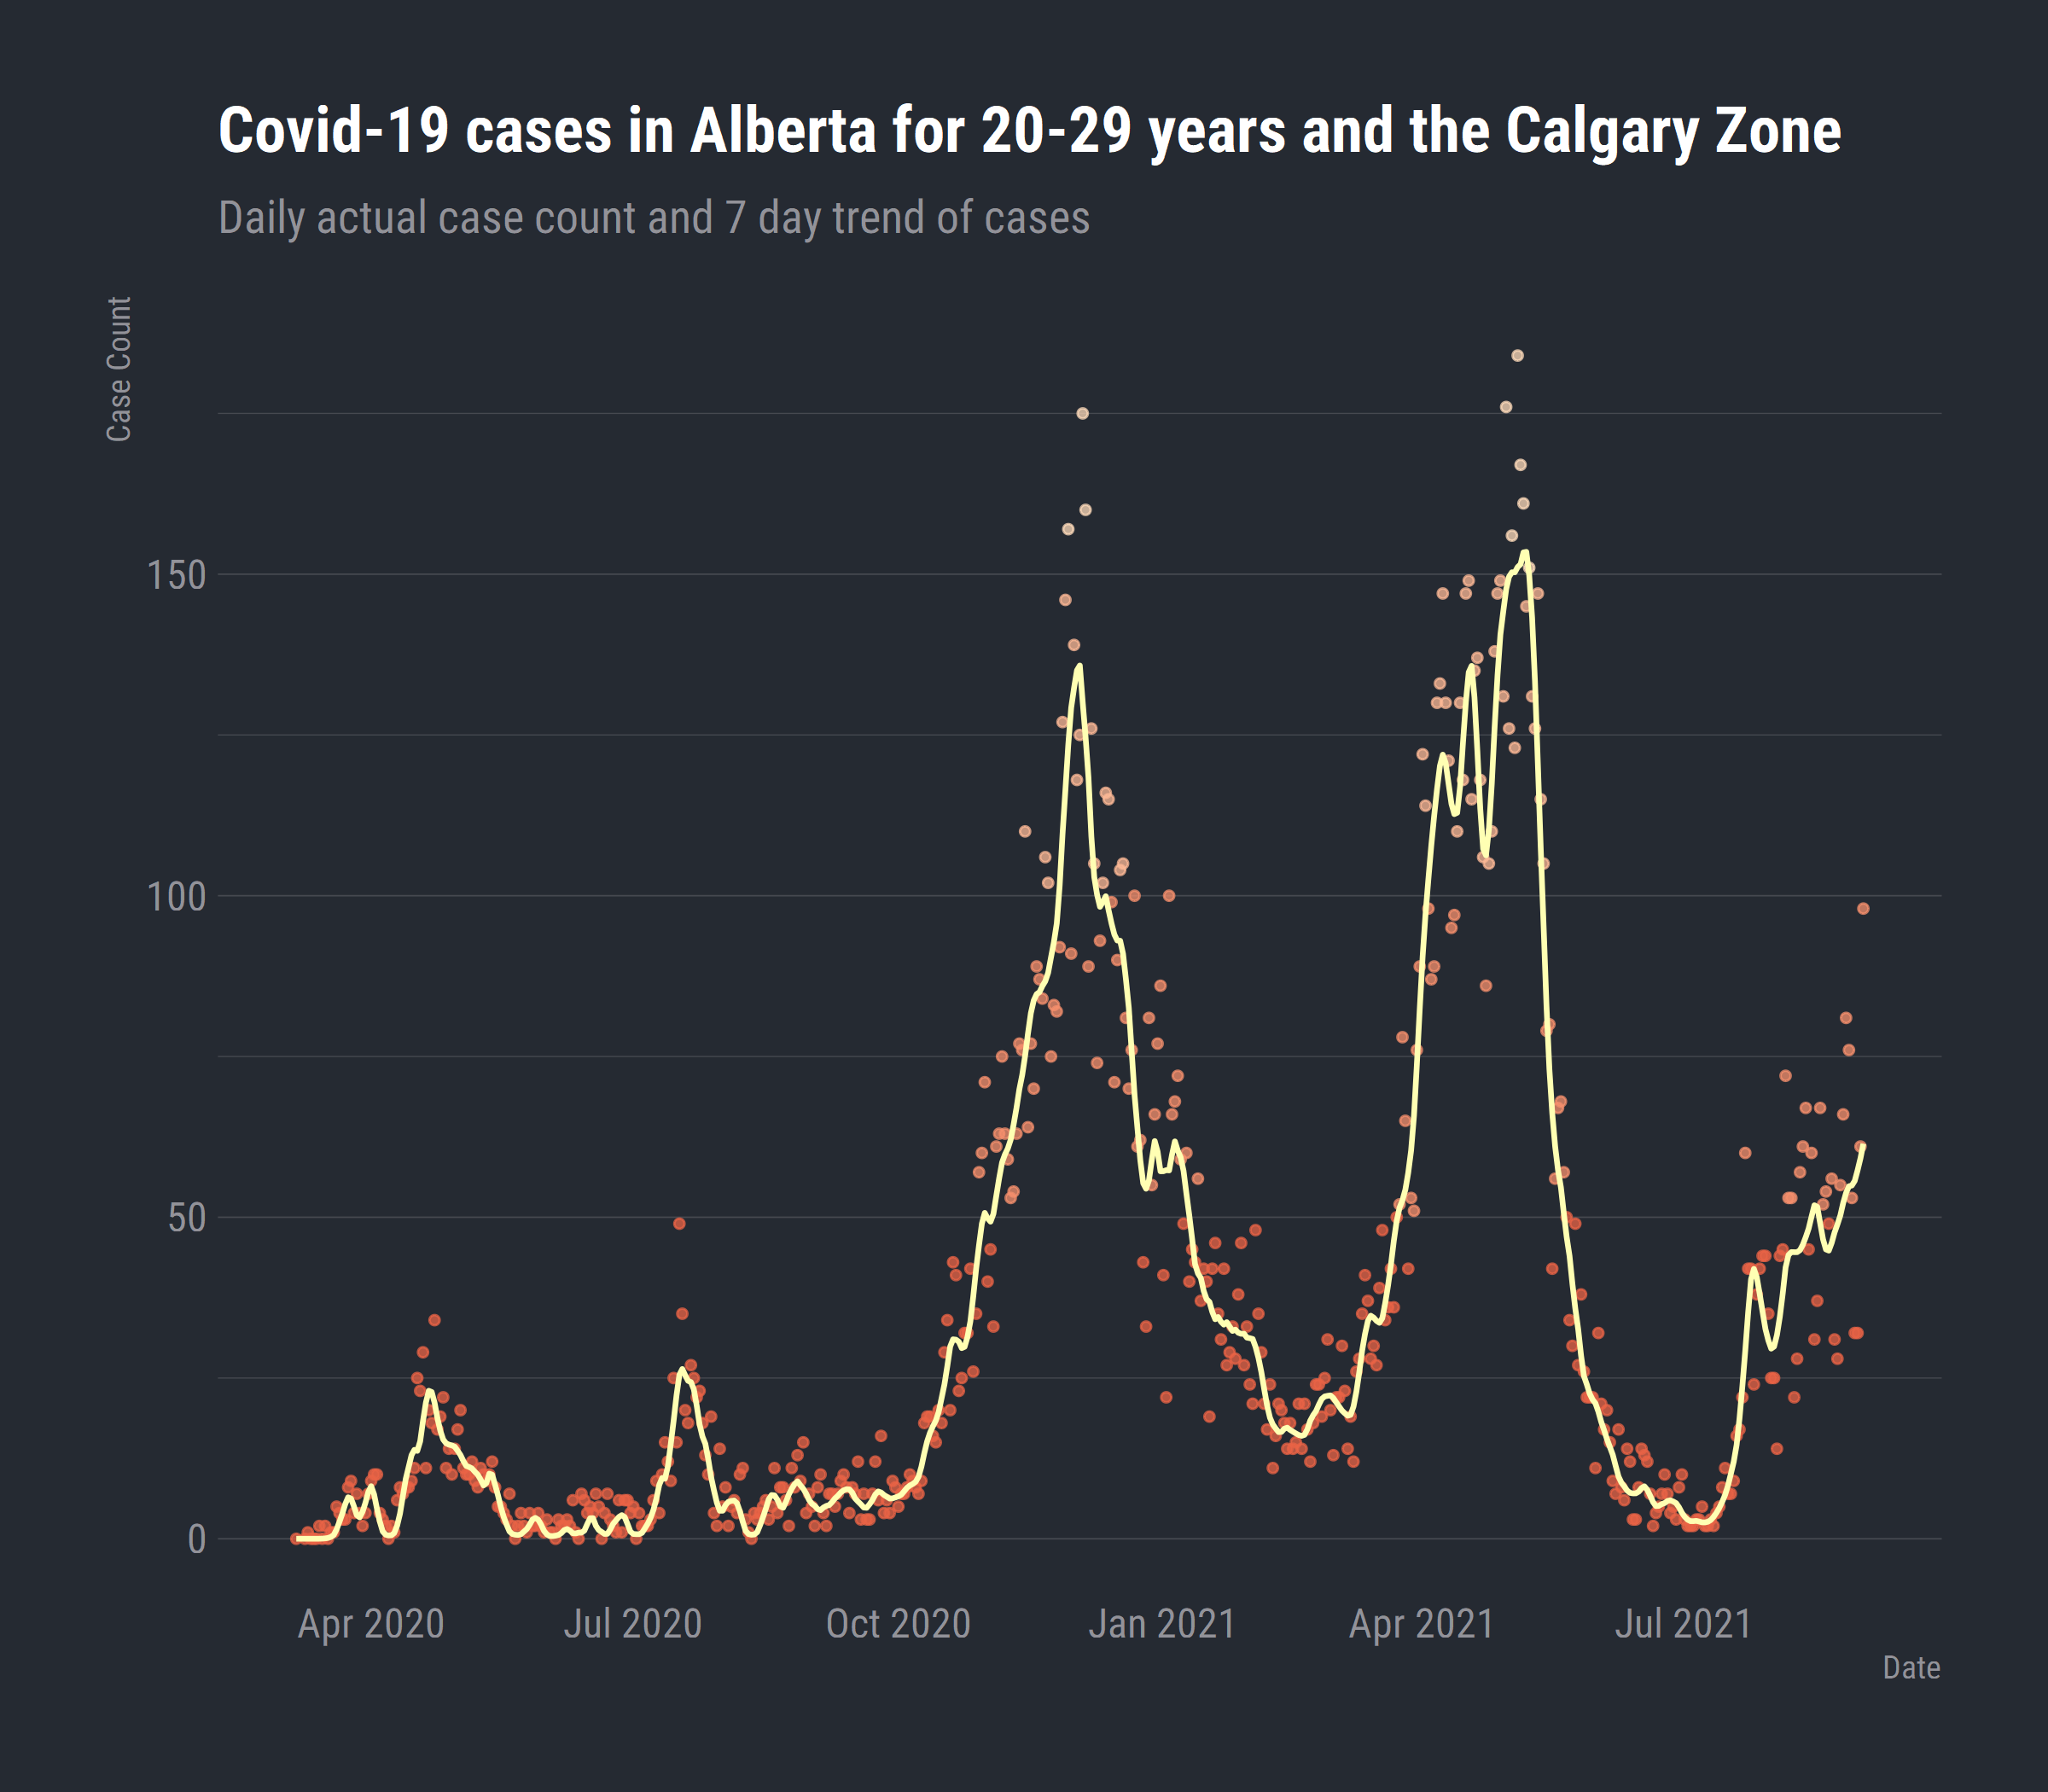 Covid-19 cases in Alberta for 20-29 years and the Calgary Zone
Daily actual case count and 7 day trend of cases
Case Count
150
100
50
0
Apr 2020
Jul 2020
Oct 2020
Jan 2021
Apr 2021
Jul 2021
Date